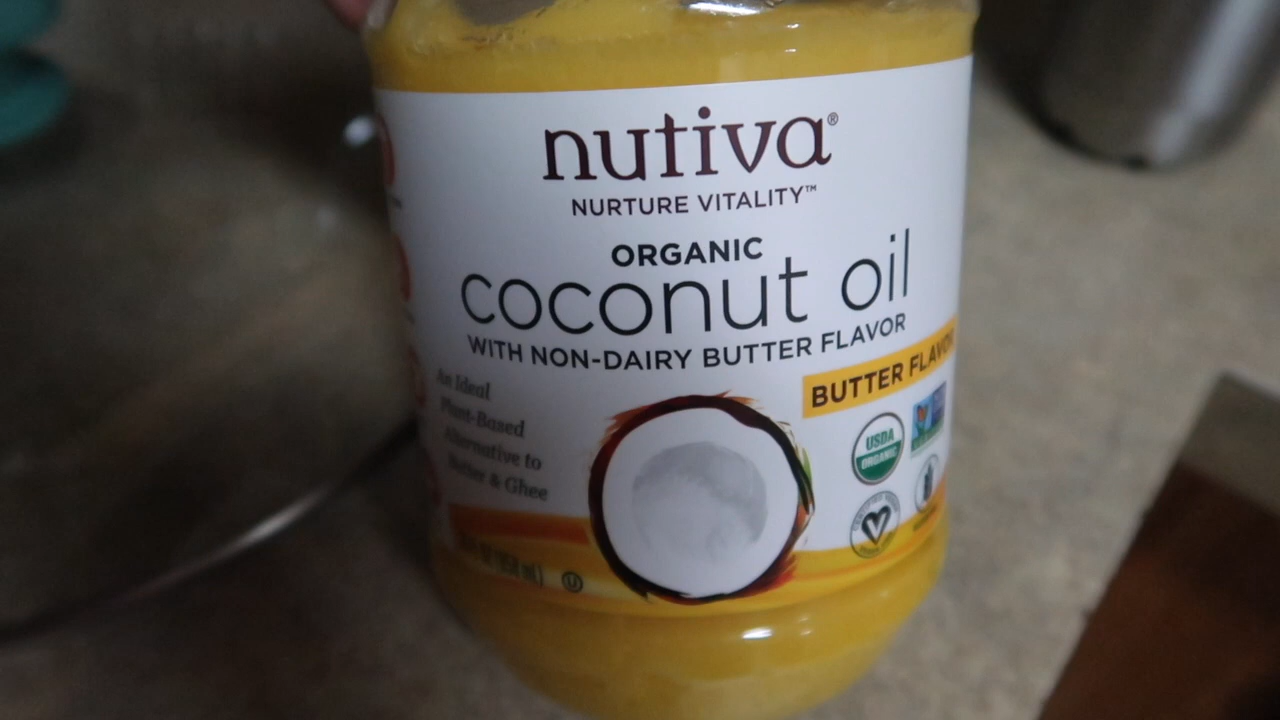 nutiva®
NURTURE VITALITY™
ORGANIC
coconut oil
WITH NON-DAIRY BUTTER FLAVOR
BUTTER FLAVOR
An Ideal
Plant-Based
Alternative to
Butter & Ghee
USDA
ORGANIC